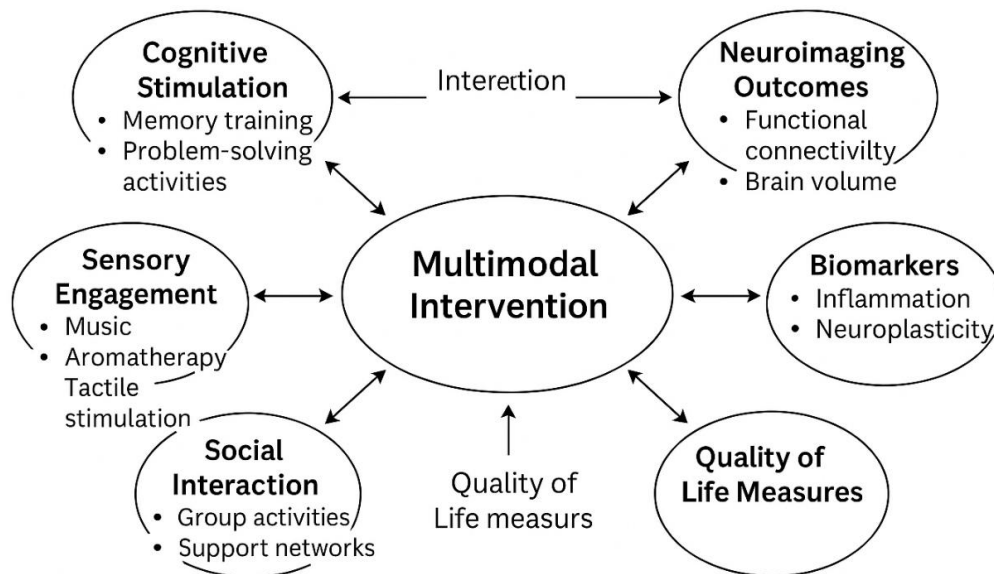 Cognitive
Stimulation
• Memory training
• Problem-solving
activities
Intereetion
Neuroimaging
Outcomes
• Functional
connectivilty
• Brain volume
Sensory
Engagement
• Music
• Aromatherapy
Tactile
stimulation
Multimodal
Intervention
Biomarkers
• Inflammation
• Neuroplasticity
Social
Interaction
• Group activities
• Support networks
Quality of
Life measurs
Quality of
Life Measures